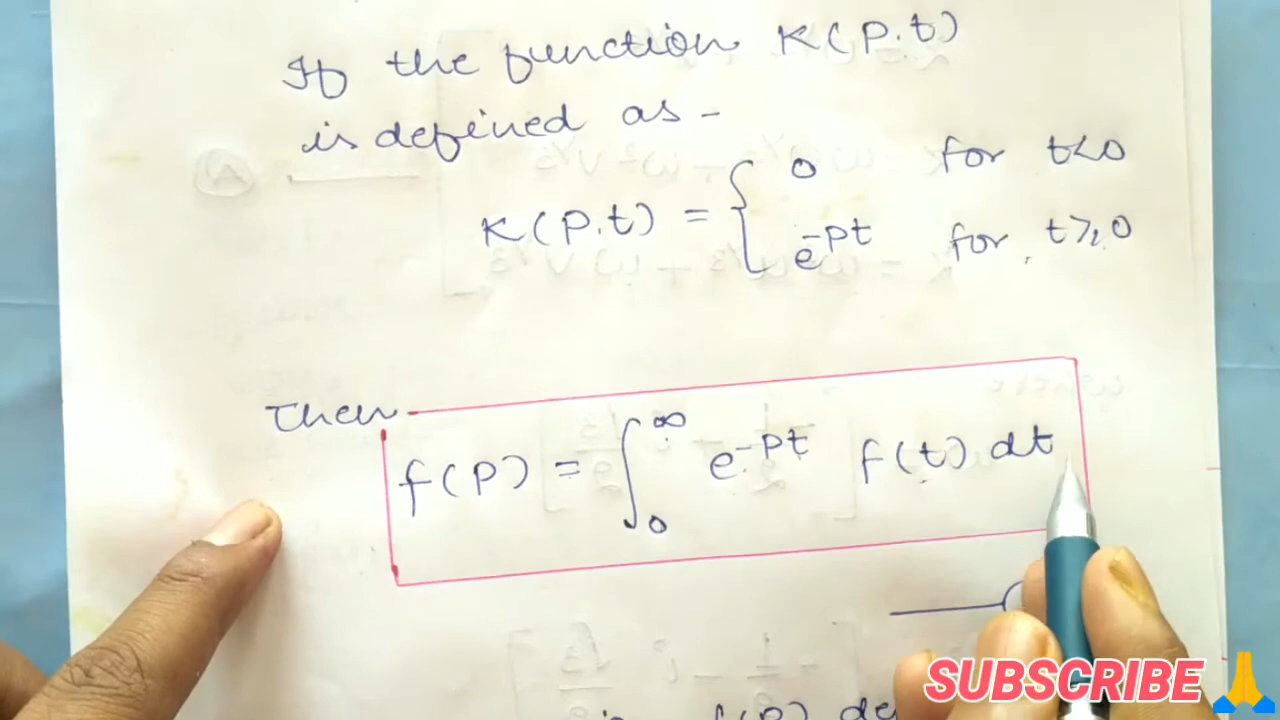 If the function K(p.t)
is defined as -
K(p.t) = { 0 for t<0
e^-pt for t≥0
Then
f(p) = ∫₀^∞ e^-pt f(t) dt
f(p)
SUBSCRIBE 🙏